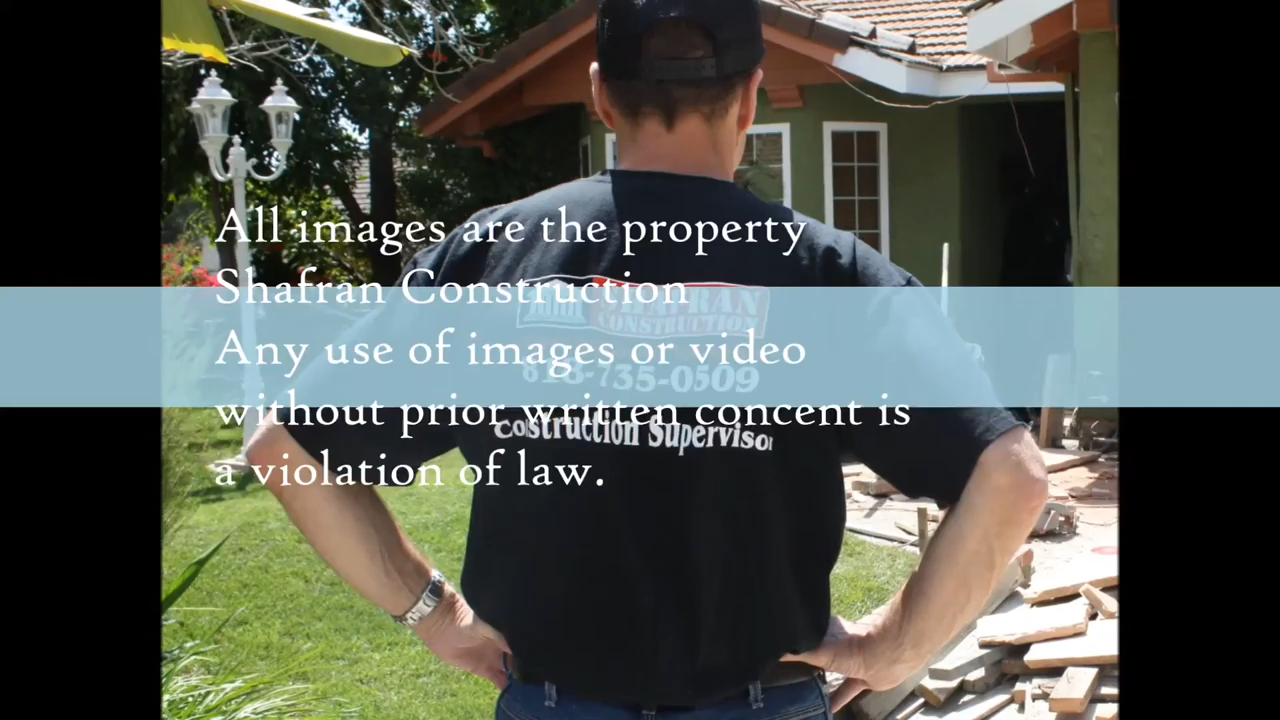 All images are the property
Shafran Construction
Any use of images or video
without prior written concent is
a violation of law.
SHAFRAN
CONSTRUCTION
818-735-0509
Construction Supervisor